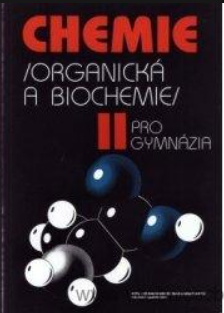 CHEMIE
/ORGANICKÁ
A BIOCHEMIE/
II PRO
GYMNÁZIA